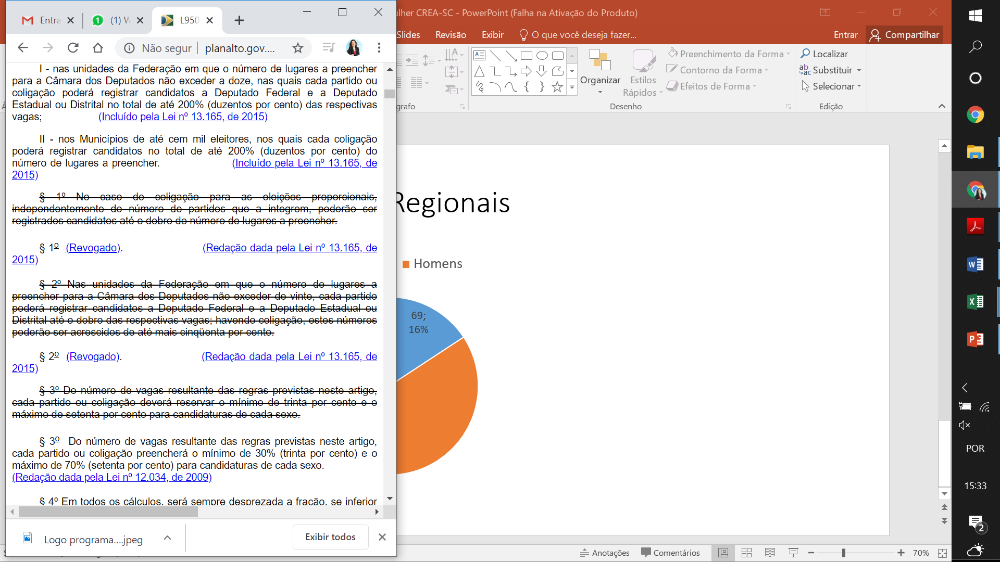 Entra
(1) W
L950
Não segur
planalto.gov....
I - nas unidades da Federação em que o número de lugares a preencher
para a Câmara dos Deputados não exceder a doze, nas quais cada partido ou
coligação poderá registrar candidatos a Deputado Federal e a Deputado
Estadual ou Distrital no total de até 200% (duzentos por cento) das respectivas
vagas; (Incluído pela Lei nº 13.165, de 2015)
II - nos Municípios de até cem mil eleitores, nos quais cada coligação
poderá registrar candidatos no total de até 200% (duzentos por cento) do
número de lugares a preencher. (Incluído pela Lei nº 13.165, de
2015)
§ 1º No caso de coligação para as eleições proporcionais,
independentemente do número de partidos que a integrem, poderão ser
registrados candidatos até o dobro do número de lugares a preencher.
§ 1º (Revogado). (Redação dada pela Lei nº 13.165, de
2015)
§ 2º Nas unidades da Federação em que o número de lugares a
preencher para a Câmara dos Deputados não exceder de vinte, cada partido
poderá registrar candidatos a Deputado Federal e a Deputado Estadual ou
Distrital até o dobro das respectivas vagas; havendo coligação, estes números
poderão ser acrescidos de até mais cinqüenta por cento.
§ 2º (Revogado). (Redação dada pela Lei nº 13.165, de
2015)
§ 3º Do número de vagas resultante das regras previstas neste artigo,
cada partido ou coligação deverá reservar o mínimo de trinta por cento e o
máximo de setenta por cento para candidaturas de cada sexo.
§ 3º Do número de vagas resultante das regras previstas neste artigo,
cada partido ou coligação preencherá o mínimo de 30% (trinta por cento) e o
máximo de 70% (setenta por cento) para candidaturas de cada sexo.
(Redação dada pela Lei nº 12.034, de 2009)
§ 4º Em todos os cálculos, será sempre desprezada a fração, se inferior
Logo programa....jpeg
Exibir todos
ulher CREA-SC - PowerPoint (Falha na Ativação do Produto)
Slides
Revisão
Exibir
O que você deseja fazer...
Entrar
Compartilhar
Organizar
Estilos
Rápidos
Preenchimento da Forma
Contorno da Forma
Efeitos de Forma
Localizar
Substituir
Selecionar
grafo
Desenho
Edição
Regionais
Homens
69;
16%
Anotações
Comentários
70%
POR
15:33
2